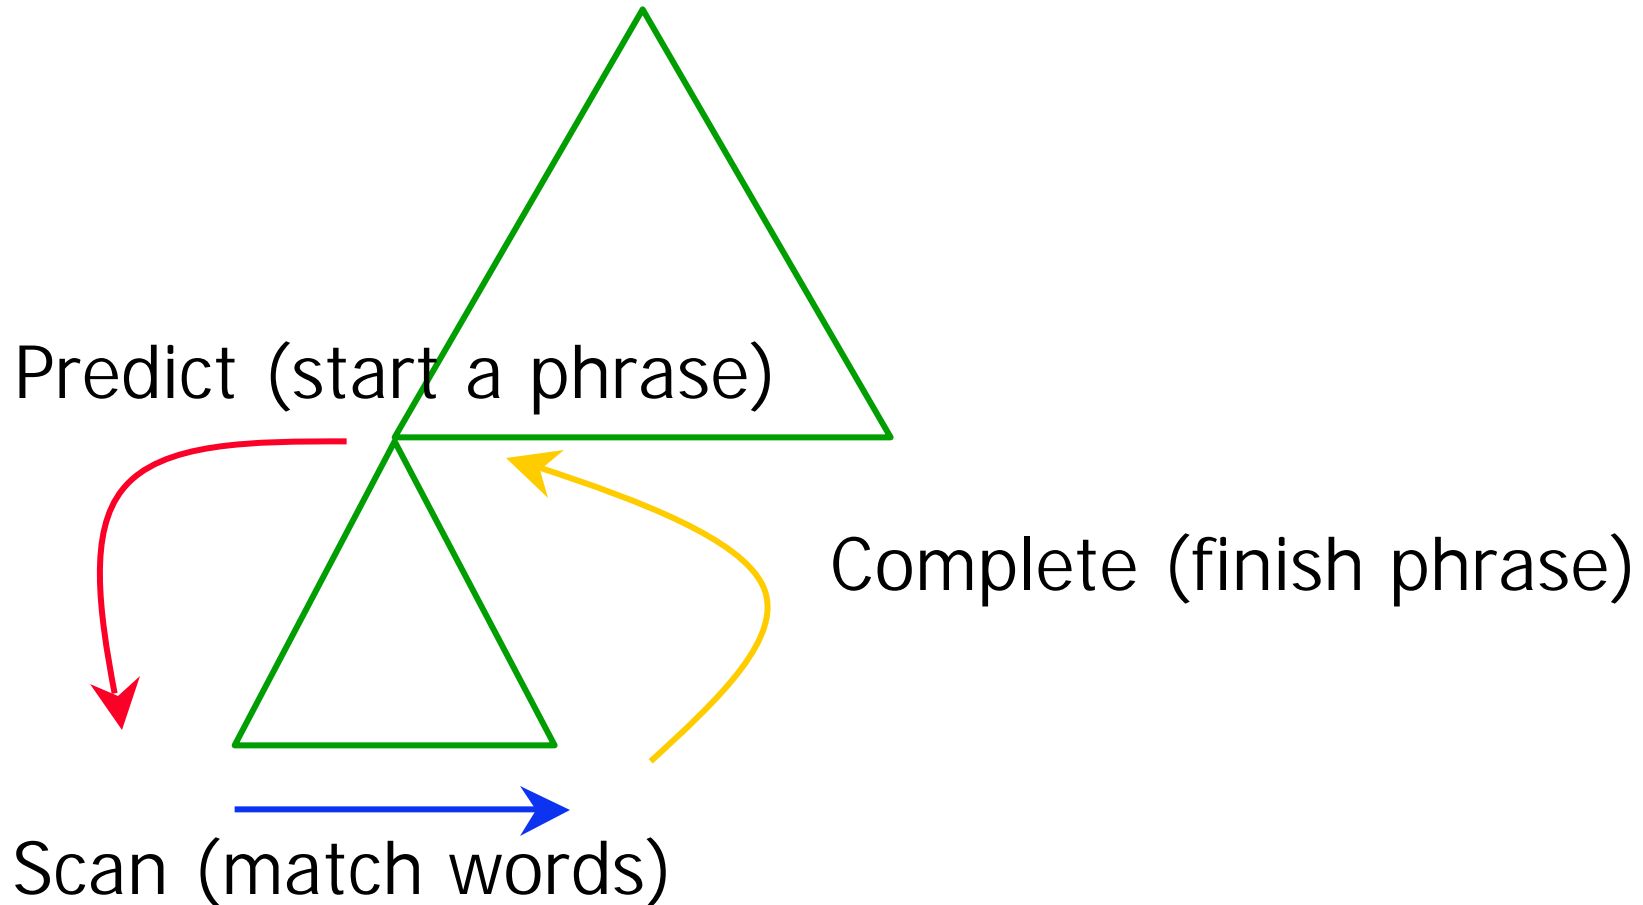 Predict (start a phrase)
Complete (finish phrase)
Scan (match words)